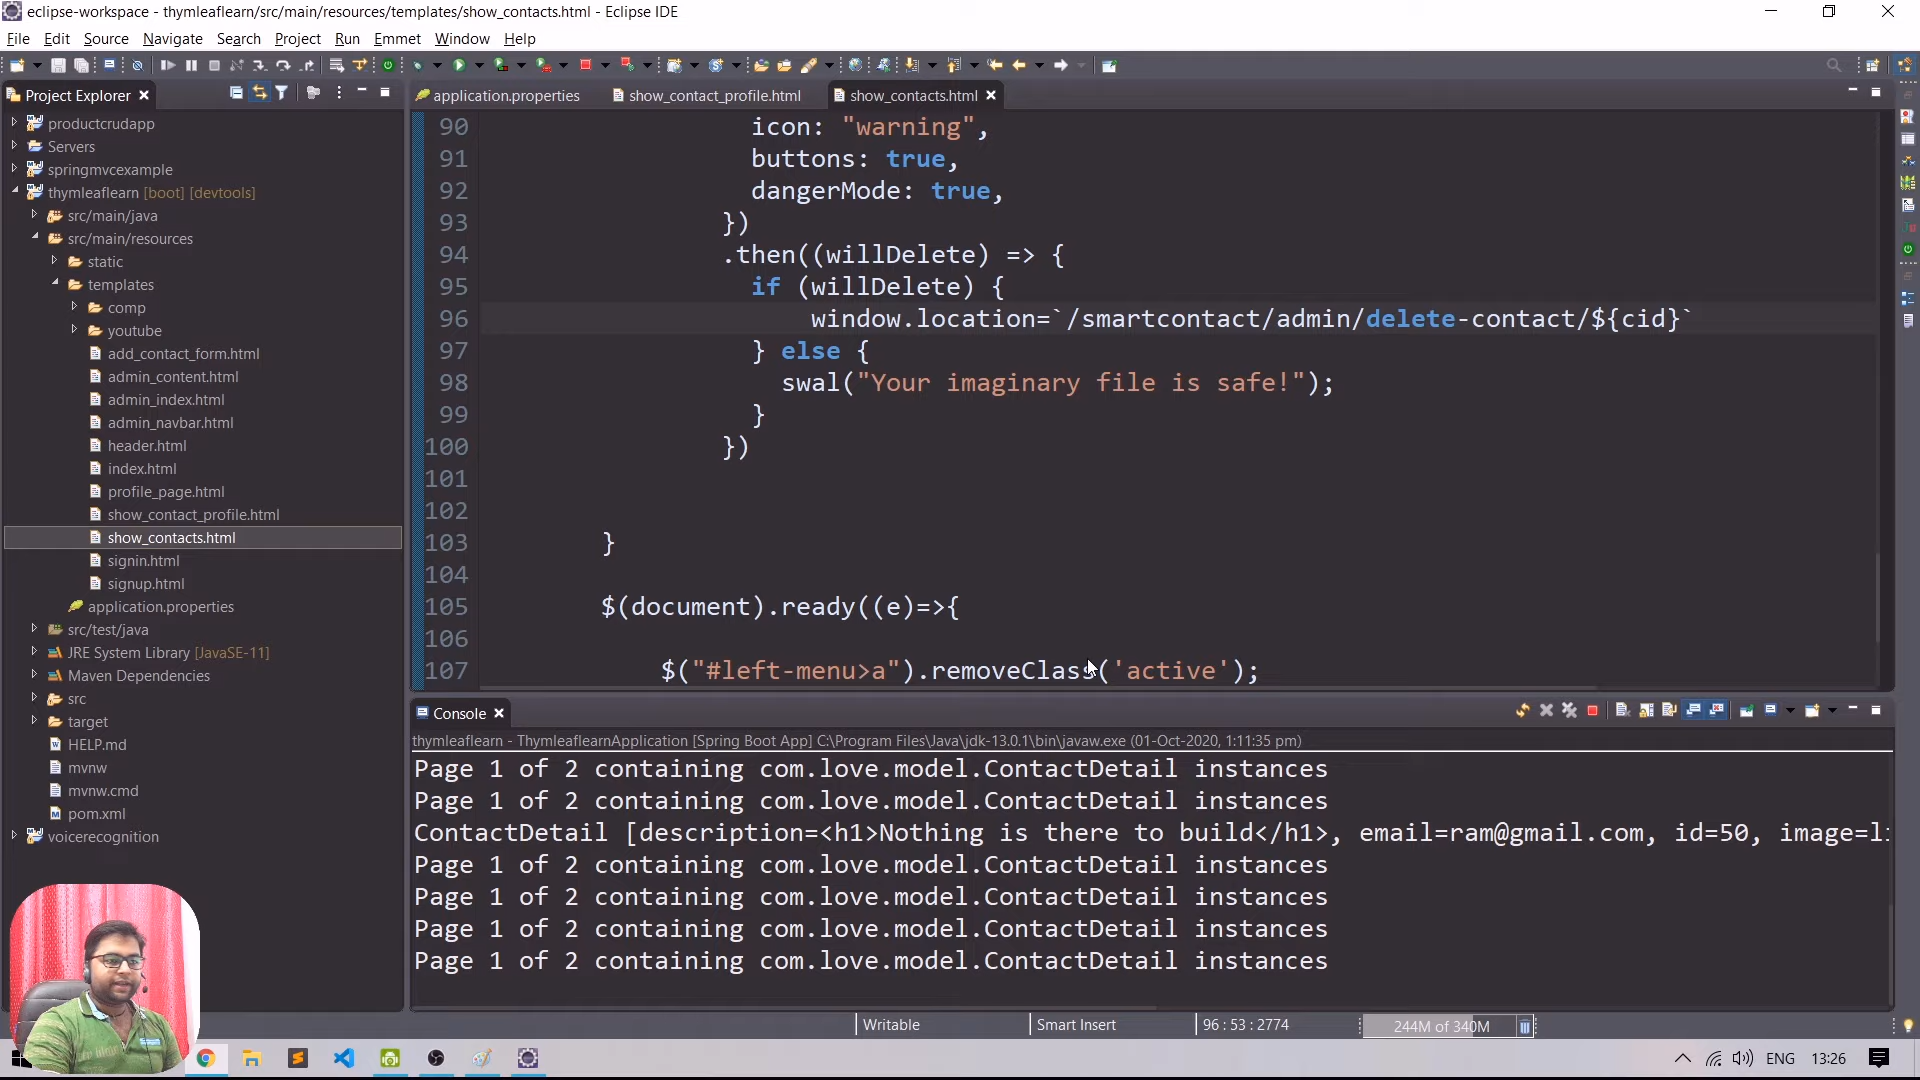 eclipse-workspace - thymleaflearn/src/main/resources/templates/show_contacts.html - Eclipse IDE
File Edit Source Navigate Search Project Run Emmet Window Help
Project Explorer
application.properties show_contact_profile.html show_contacts.html
productcrudapp
Servers
springmvcexample
thymleaflearn [boot] [devtools]
src/main/java
src/main/resources
static
templates
comp
youtube
add_contact_form.html
admin_content.html
admin_index.html
admin_navbar.html
header.html
index.html
profile_page.html
show_contact_profile.html
show_contacts.html
signin.html
signup.html
application.properties
src/test/java
JRE System Library [JavaSE-11]
Maven Dependencies
src
target
HELP.md
mvnw
mvnw.cmd
pom.xml
voicerecognition
90 icon: "warning",
91 buttons: true,
92 dangerMode: true,
93 })
94 .then((willDelete) => {
95 if (willDelete) {
96 window.location=`/smartcontact/admin/delete-contact/${cid}`
97 } else {
98 swal("Your imaginary file is safe!");
99 }
100 })
101
102
103 }
104
105 $(document).ready((e)=>{
106
107 $("#left-menu>a").removeClass('active');
Console
thymleaflearn - ThymleaflearnApplication [Spring Boot App] C:\Program Files\Java\jdk-13.0.1\bin\javaw.exe (01-Oct-2020, 1:11:35 pm)
Page 1 of 2 containing com.love.model.ContactDetail instances
Page 1 of 2 containing com.love.model.ContactDetail instances
ContactDetail [description=<h1>Nothing is there to build</h1>, email=ram@gmail.com, id=50, image=li
Page 1 of 2 containing com.love.model.ContactDetail instances
Page 1 of 2 containing com.love.model.ContactDetail instances
Page 1 of 2 containing com.love.model.ContactDetail instances
Page 1 of 2 containing com.love.model.ContactDetail instances
Writable Smart Insert 96 : 53 : 2774 244M of 340M
ENG 13:26